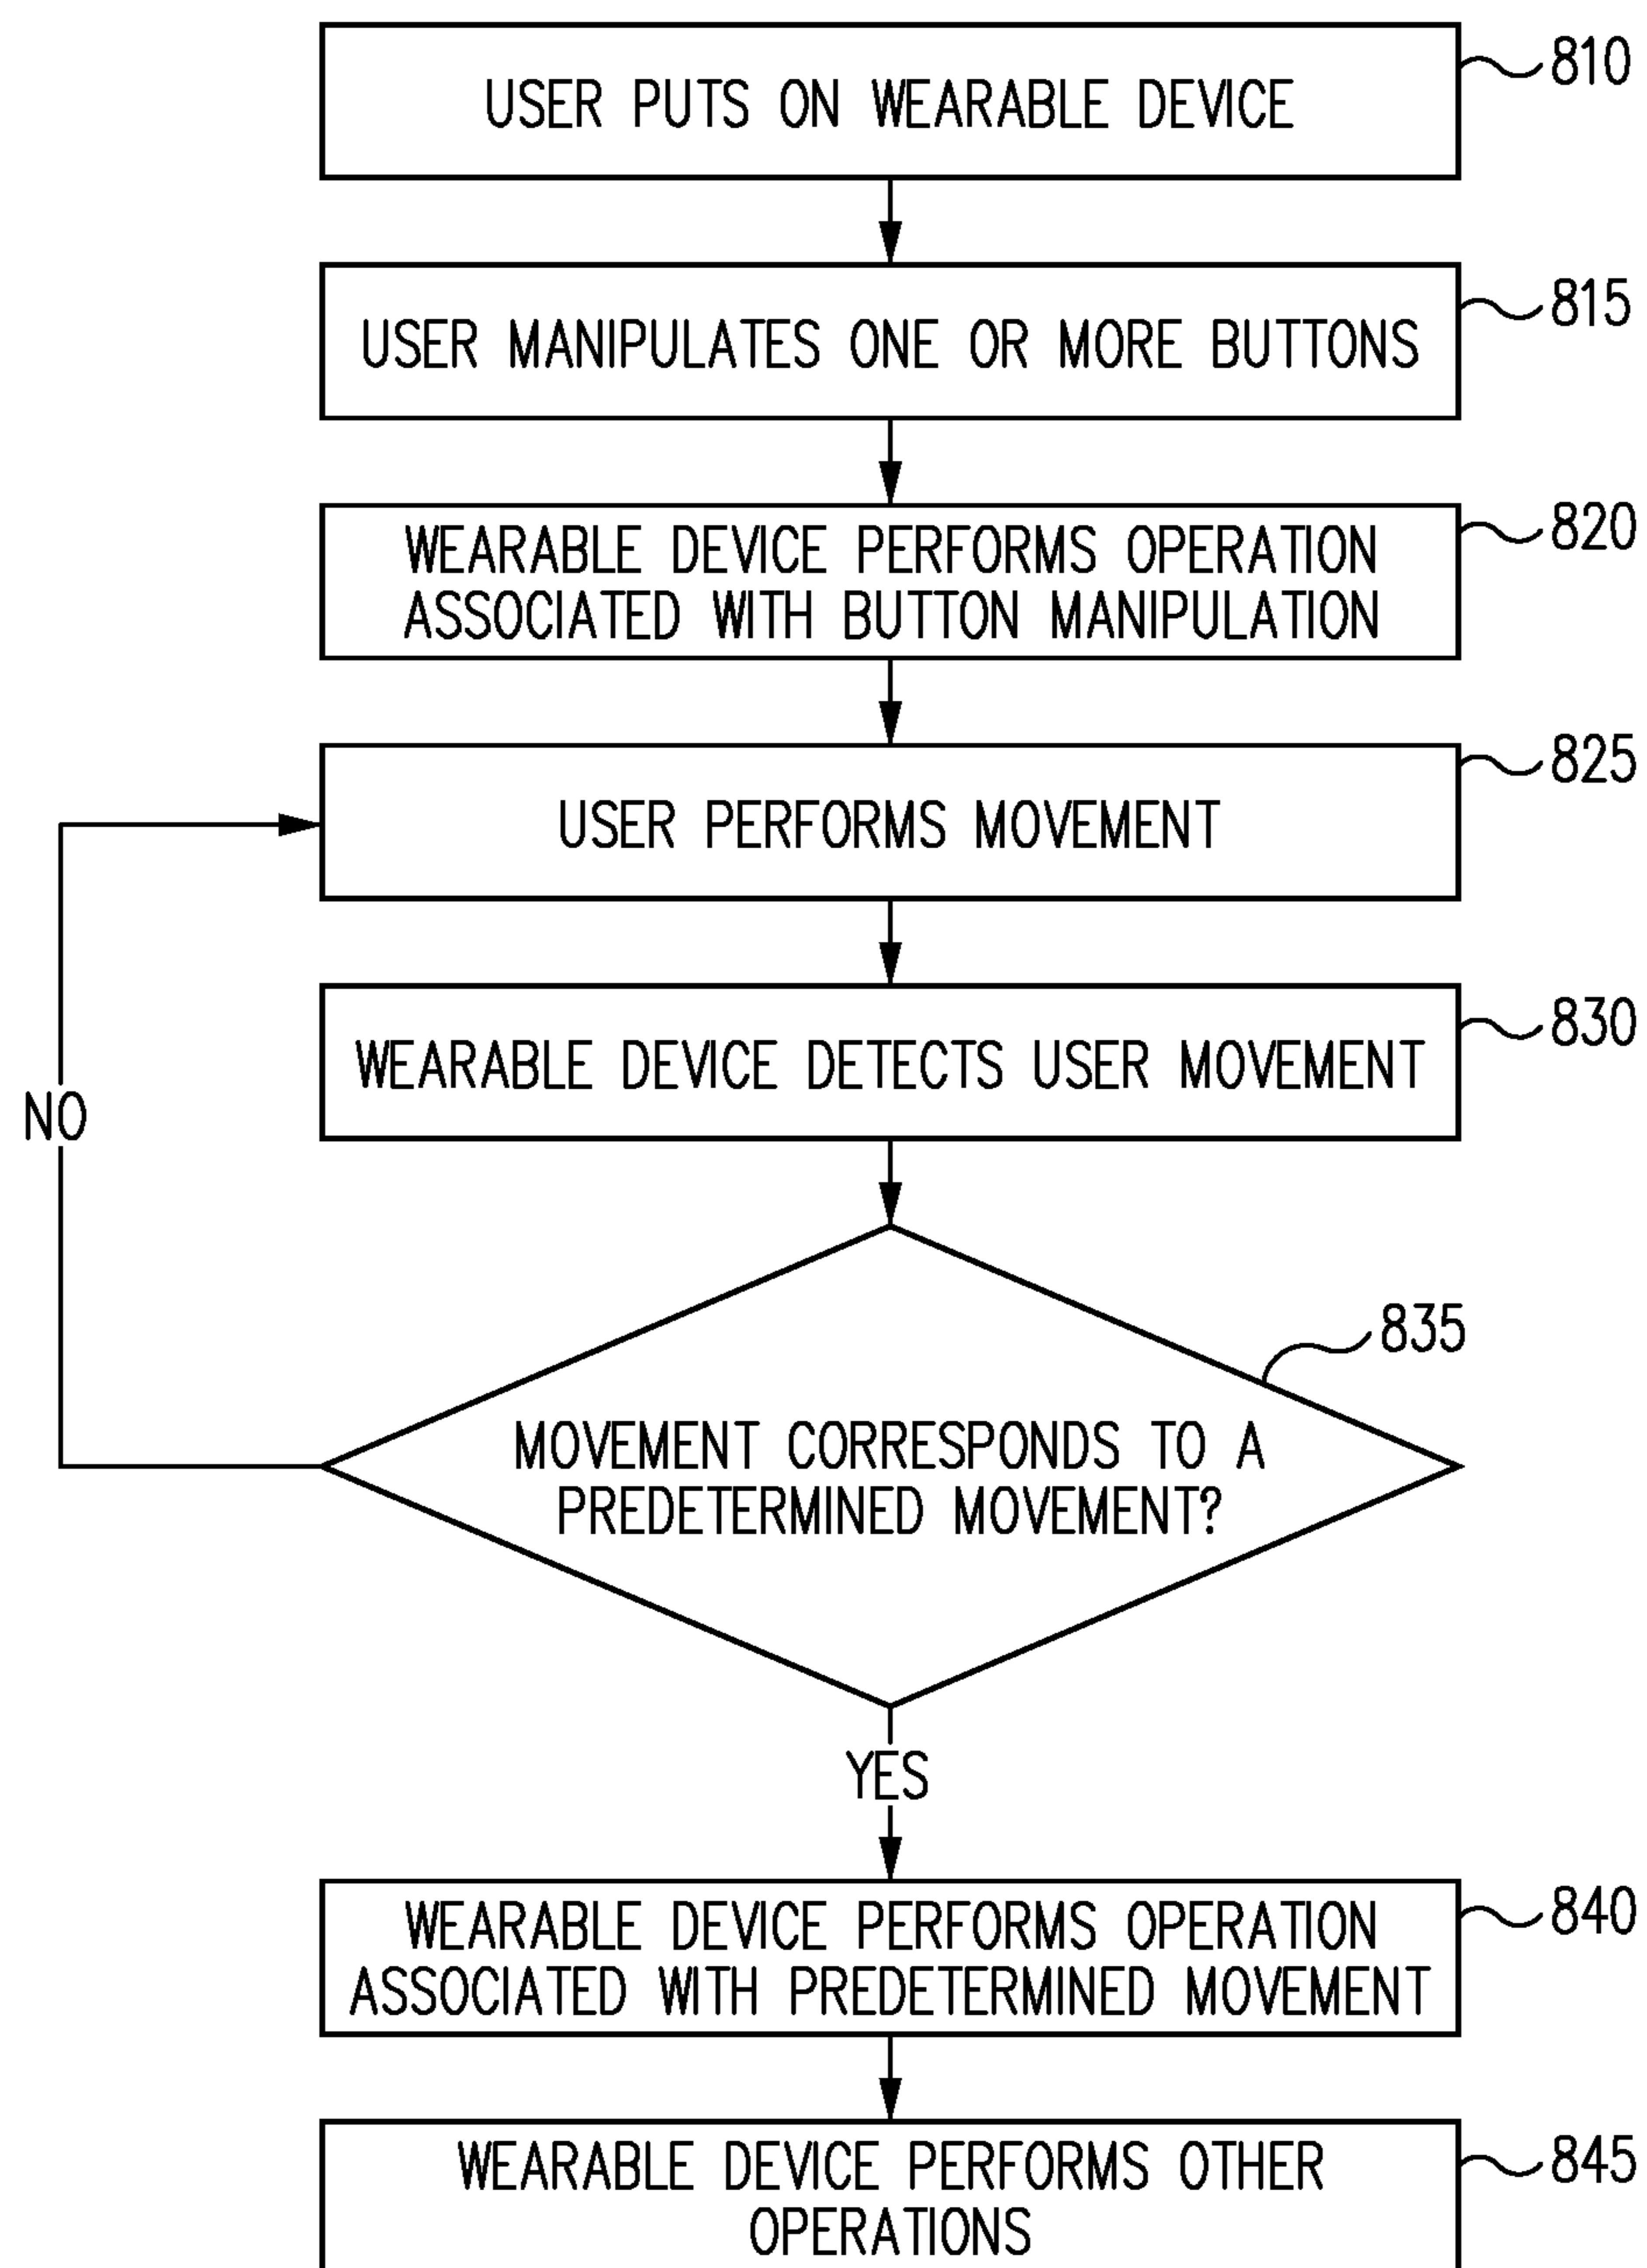 USER PUTS ON WEARABLE DEVICE
810
USER MANIPULATES ONE OR MORE BUTTONS
815
WEARABLE DEVICE PERFORMS OPERATION
ASSOCIATED WITH BUTTON MANIPULATION
820
USER PERFORMS MOVEMENT
825
WEARABLE DEVICE DETECTS USER MOVEMENT
830
NO
835
MOVEMENT CORRESPONDS TO A
PREDETERMINED MOVEMENT?
YES
WEARABLE DEVICE PERFORMS OPERATION
ASSOCIATED WITH PREDETERMINED MOVEMENT
840
WEARABLE DEVICE PERFORMS OTHER
OPERATIONS
845